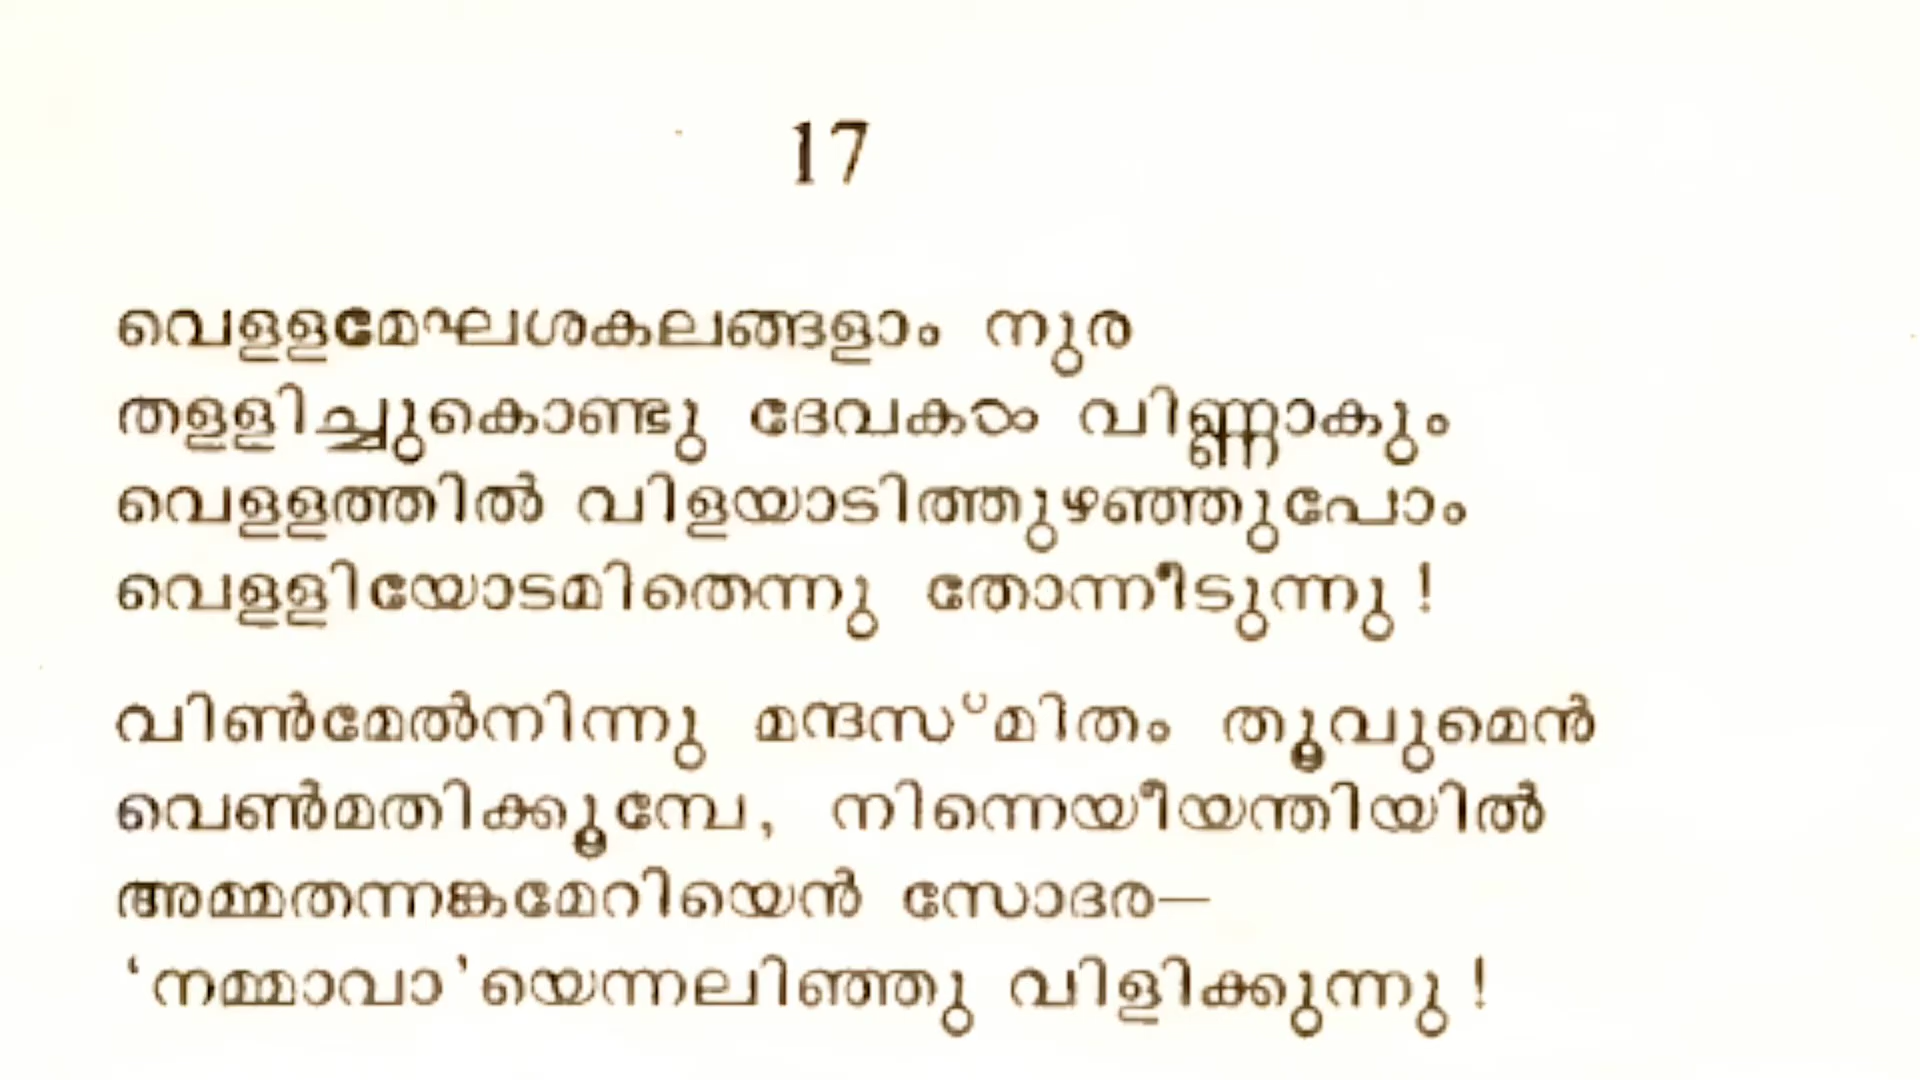 17
വെള്ളമേഘശകലങ്ങളാം നുര
തള്ളിച്ചുകൊണ്ടു ദേവകൾ വിണ്ണാകും
വെള്ളത്തിൽ വിളയാടിത്തുഴഞ്ഞുപോം
വെള്ളിയോടമിതെന്നു തോന്നീടുന്നു !
വിൺമേൽനിന്നു മന്ദസ്മിതം തൂവുമെൻ
വെൺമതിക്കൂമ്പേ, നിന്നെയീയന്തിയിൽ
അമ്മതന്നങ്കമേറിയെൻ സോദര—
‘നമ്മാവാ’യെന്നലിഞ്ഞു വിളിക്കുന്നു !